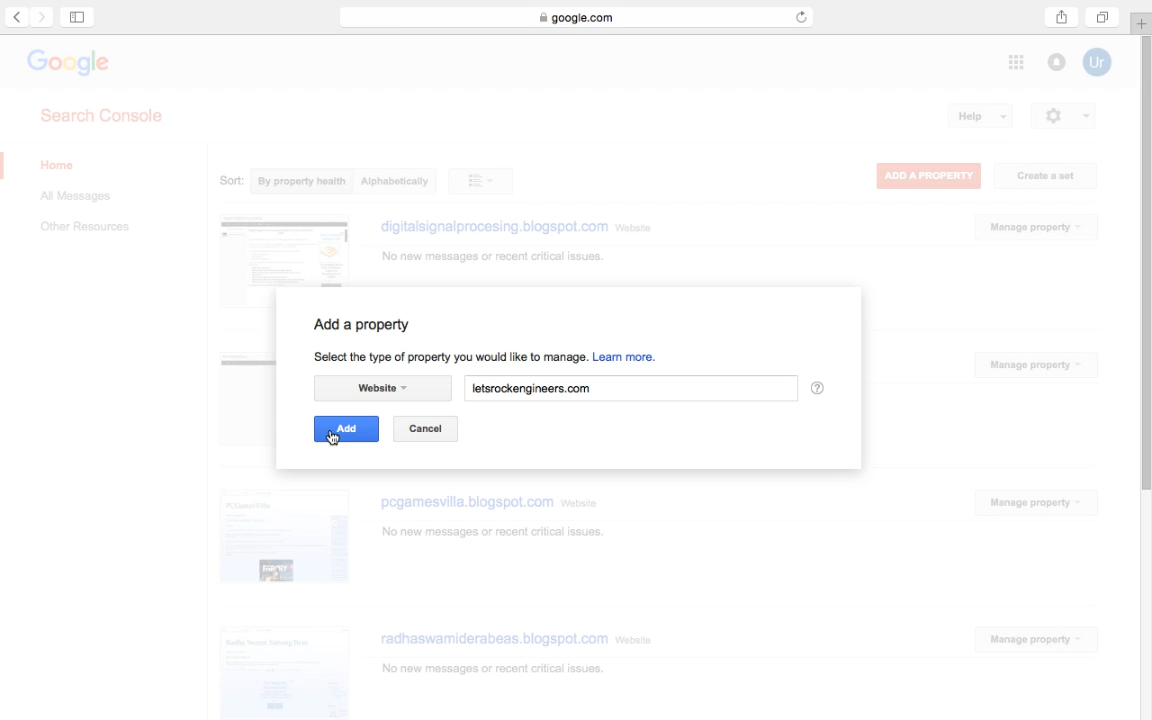 google.com
Google
Ur
Search Console
Help
Home
All Messages
Other Resources
Sort: By property health Alphabetically
ADD A PROPERTY
Create a set
digitalsignalprocesing.blogspot.com Website
Manage property
No new messages or recent critical issues.
Add a property
Select the type of property you would like to manage. Learn more.
Website
letsrockengineers.com
?
Add
Cancel
Manage property
pcgamesvilla.blogspot.com Website
Manage property
No new messages or recent critical issues.
radhaswamiderabeas.blogspot.com Website
Manage property
No new messages or recent critical issues.